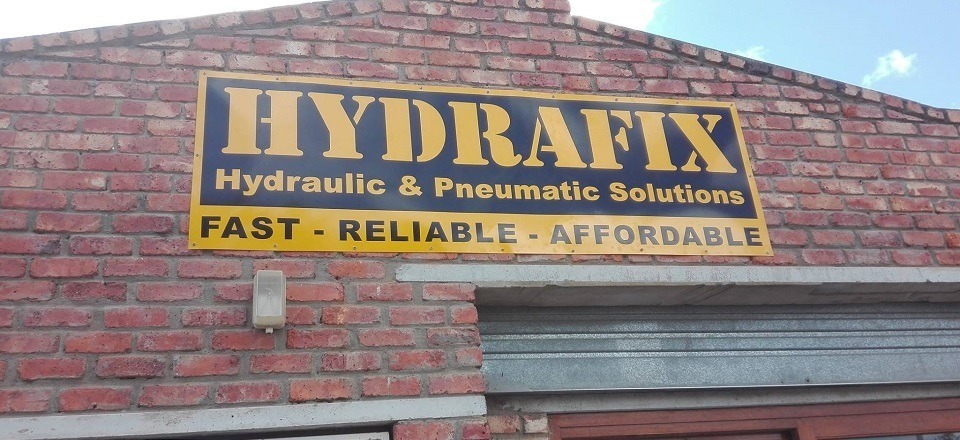 HYDRAFIX
Hydraulic & Pneumatic Solutions
FAST - RELIABLE - AFFORDABLE